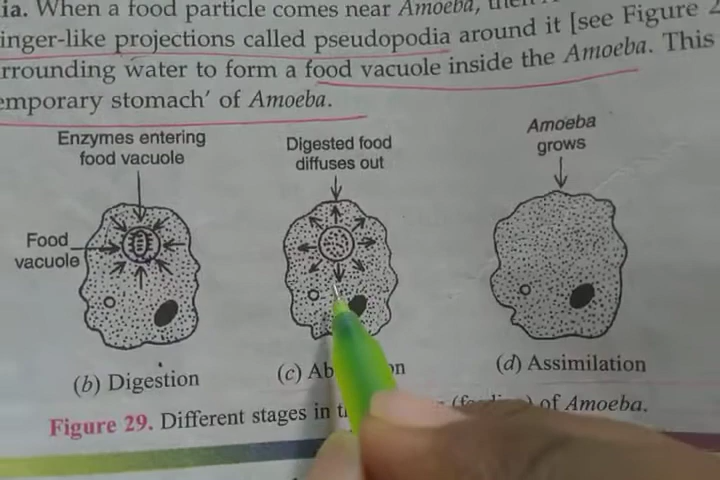 ia. When a food particle comes near Amoeba,
inger-like projections called pseudopodia around it [see Figure
rrounding water to form a food vacuole inside the Amoeba. This
emporary stomach' of Amoeba.
Enzymes entering
food vacuole
Digested food
diffuses out
Amoeba
grows
Food
vacuole
(b) Digestion
(c) Ab on
(d) Assimilation
Figure 29. Different stages in of Amoeba.